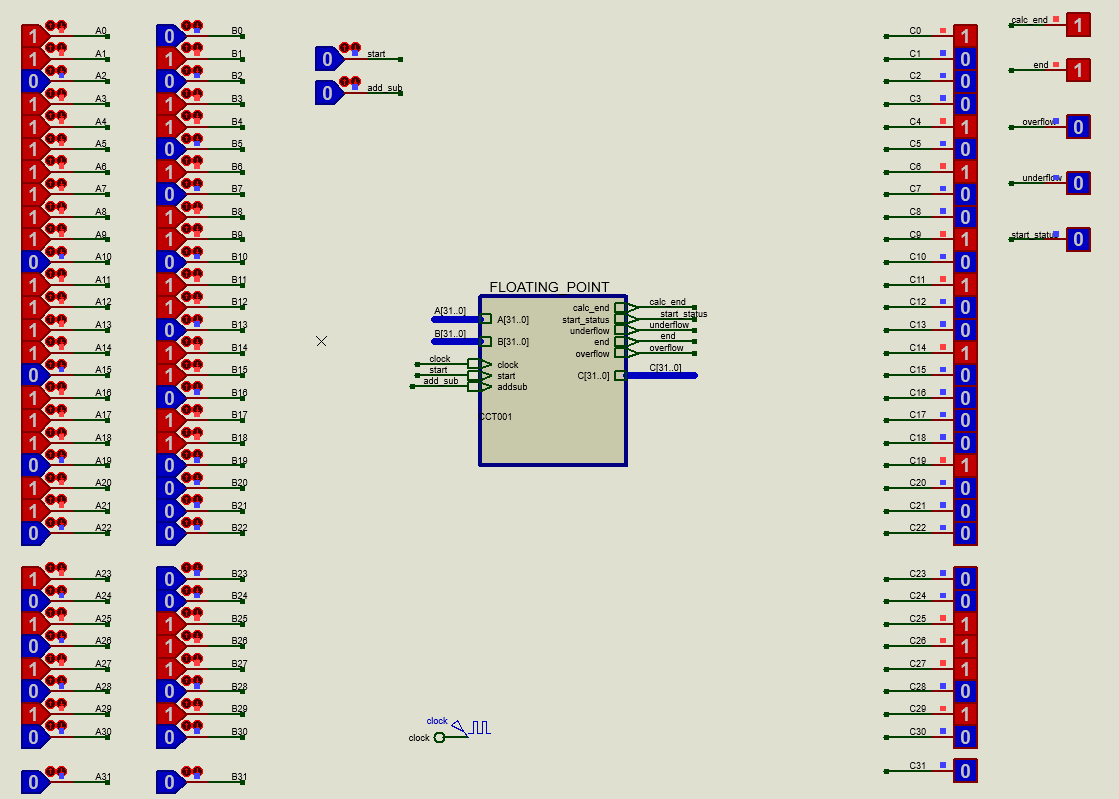 1 A0
1 A1
0 A2
1 A3
1 A4
1 A5
1 A6
1 A7
1 A8
1 A9
0 A10
1 A11
1 A12
1 A13
1 A14
0 A15
1 A16
1 A17
1 A18
0 A19
1 A20
1 A21
0 A22
1 A23
0 A24
1 A25
0 A26
1 A27
0 A28
1 A29
0 A30
0 A31
0 B0
1 B1
0 B2
1 B3
1 B4
0 B5
1 B6
0 B7
1 B8
1 B9
0 B10
1 B11
1 B12
0 B13
1 B14
1 B15
0 B16
1 B17
1 B18
0 B19
0 B20
0 B21
0 B22
0 B23
0 B24
1 B25
1 B26
1 B27
0 B28
1 B29
0 B30
0 B31
0 start
0 add_sub
FLOATING_POINT
A[31..0]
B[31..0]
clock
start
add_sub
A[31..0]
B[31..0]
clock
start
addsub
CCT001
calc_end
start_status
underflow
end
overflow
C[31..0]
calc_end
start_status
underflow
end
overflow
C[31..0]
clock
clock
C0 1
C1 0
C2 0
C3 0
C4 1
C5 0
C6 1
C7 0
C8 0
C9 1
C10 0
C11 1
C12 0
C13 0
C14 1
C15 0
C16 0
C17 0
C18 0
C19 1
C20 0
C21 0
C22 0
C23 0
C24 0
C25 1
C26 1
C27 1
C28 0
C29 1
C30 0
C31 0
calc_end 1
end 1
overflow 0
underflow 0
start_status 0